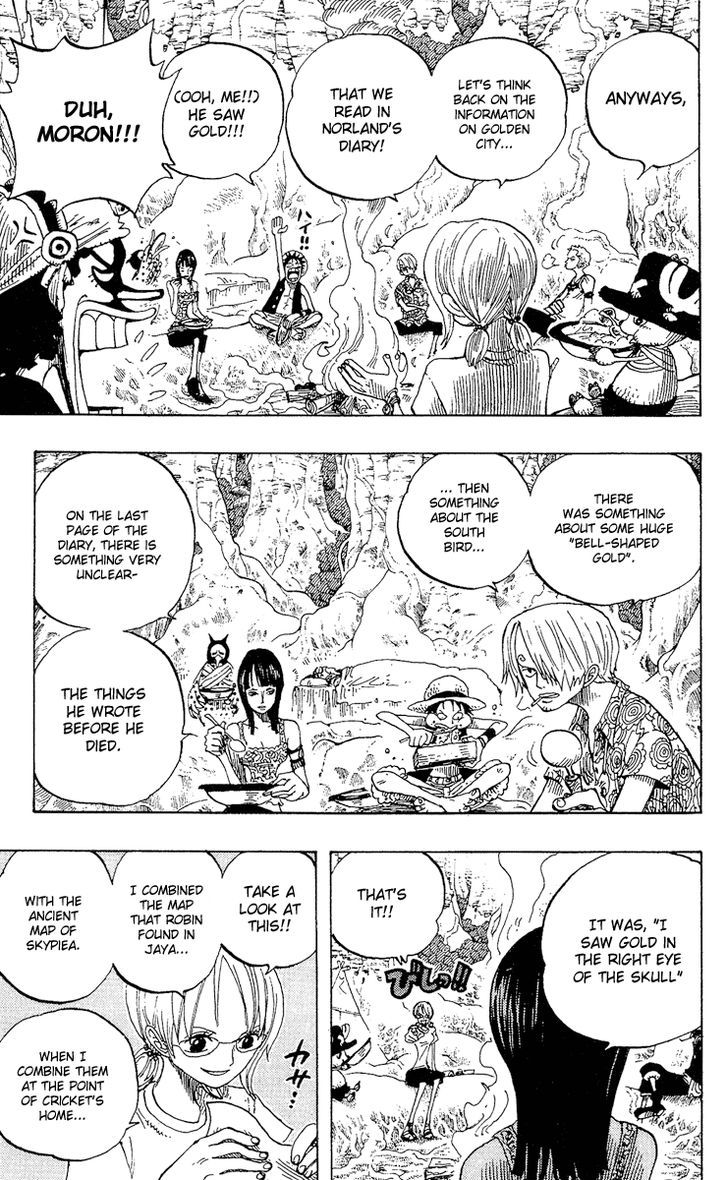 ANYWAYS,
LET'S THINK
BACK ON THE
INFORMATION
ON GOLDEN
CITY...
THAT WE
READ IN
NORLAND'S
DIARY!
(OOH, ME!!)
HE SAW
GOLD!!!
ハイ!!
DUH,
MORON!!!
THERE
WAS SOMETHING
ABOUT SOME HUGE
"BELL-SHAPED
GOLD".
... THEN
SOMETHING
ABOUT THE
SOUTH
BIRD...
ON THE LAST
PAGE OF THE
DIARY, THERE IS
SOMETHING VERY
UNCLEAR-
THE THINGS
HE WROTE
BEFORE HE
DIED.
IT WAS, "I
SAW GOLD IN
THE RIGHT EYE
OF THE SKULL"
THAT'S
IT!!
びしっ!!
TAKE A
LOOK AT
THIS!!
I COMBINED
THE MAP
THAT ROBIN
FOUND IN
JAYA...
WITH THE
ANCIENT
MAP OF
SKYPIEA.
カサ...
WHEN I
COMBINE THEM
AT THE POINT
OF CRICKET'S
HOME...